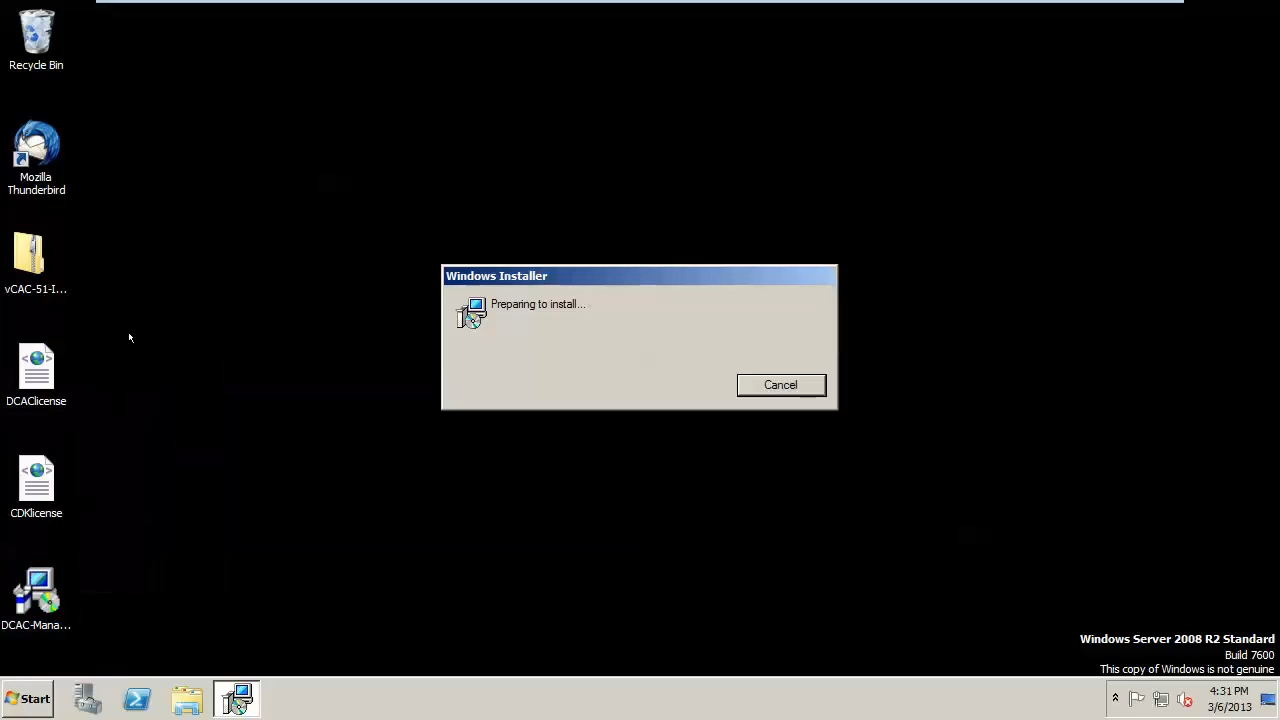 Recycle Bin
Mozilla
Thunderbird
vCAC-51-I...
DCAClicense
CDKlicense
DCAC-Mana...
Windows Installer
Preparing to install...
Cancel
Windows Server 2008 R2 Standard
Build 7600
This copy of Windows is not genuine
Start
4:31 PM
3/6/2013